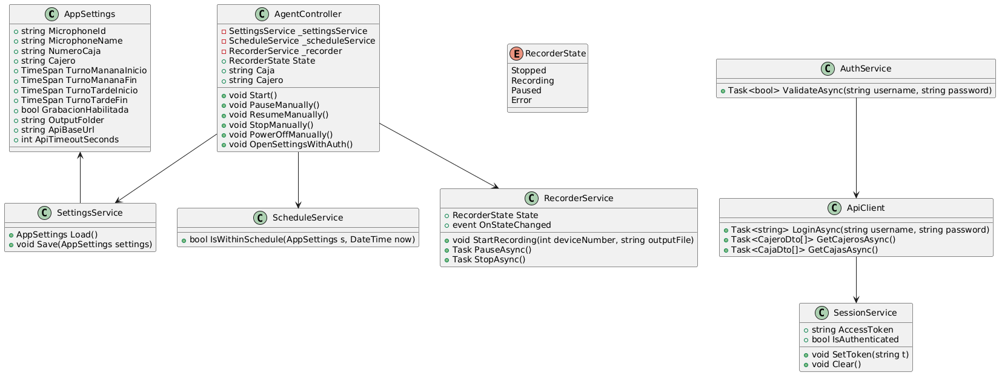 C AppSettings
string MicrophoneId
string MicrophoneName
string NumeroCaja
string Cajero
TimeSpan TurnoMananaInicio
TimeSpan TurnoMananaFin
TimeSpan TurnoTardeInicio
TimeSpan TurnoTardeFin
bool GrabacionHabilitada
string OutputFolder
string ApiBaseUrl
int ApiTimeoutSeconds
C AgentController
SettingsService _settingsService
ScheduleService _scheduleService
RecorderService _recorder
RecorderState State
string Caja
string Cajero
void Start()
void PauseManually()
void ResumeManually()
void StopManually()
void PowerOffManually()
void OpenSettingsWithAuth()
E RecorderState
Stopped
Recording
Paused
Error
C AuthService
Task<bool> ValidateAsync(string username, string password)
C SettingsService
AppSettings Load()
void Save(AppSettings settings)
C ScheduleService
bool IsWithinSchedule(AppSettings s, DateTime now)
C RecorderService
RecorderState State
event OnStateChanged
void StartRecording(int deviceNumber, string outputFile)
Task PauseAsync()
Task StopAsync()
C ApiClient
Task<string> LoginAsync(string username, string password)
Task<CajeroDto[]> GetCajerosAsync()
Task<CajaDto[]> GetCajasAsync()
C SessionService
string AccessToken
bool IsAuthenticated
void SetToken(string t)
void Clear()